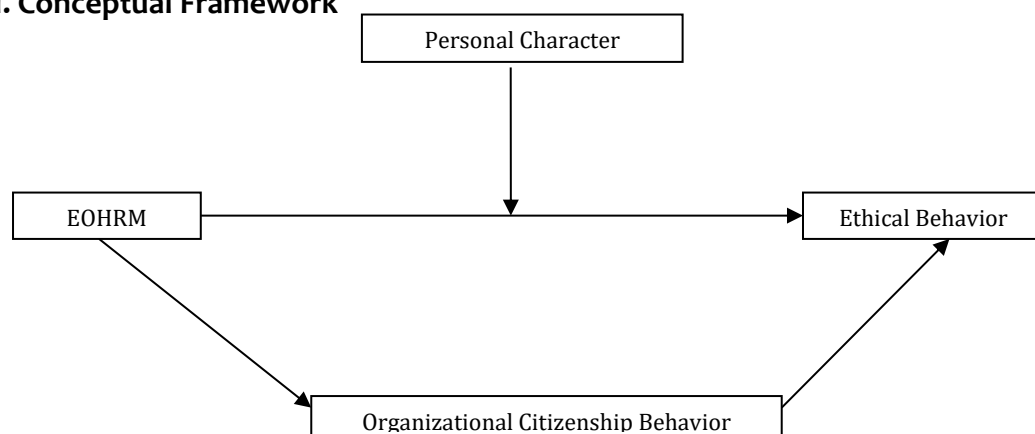 . Conceptual Framework
Personal Character
EOHRM
Ethical Behavior
Organizational Citizenship Behavior